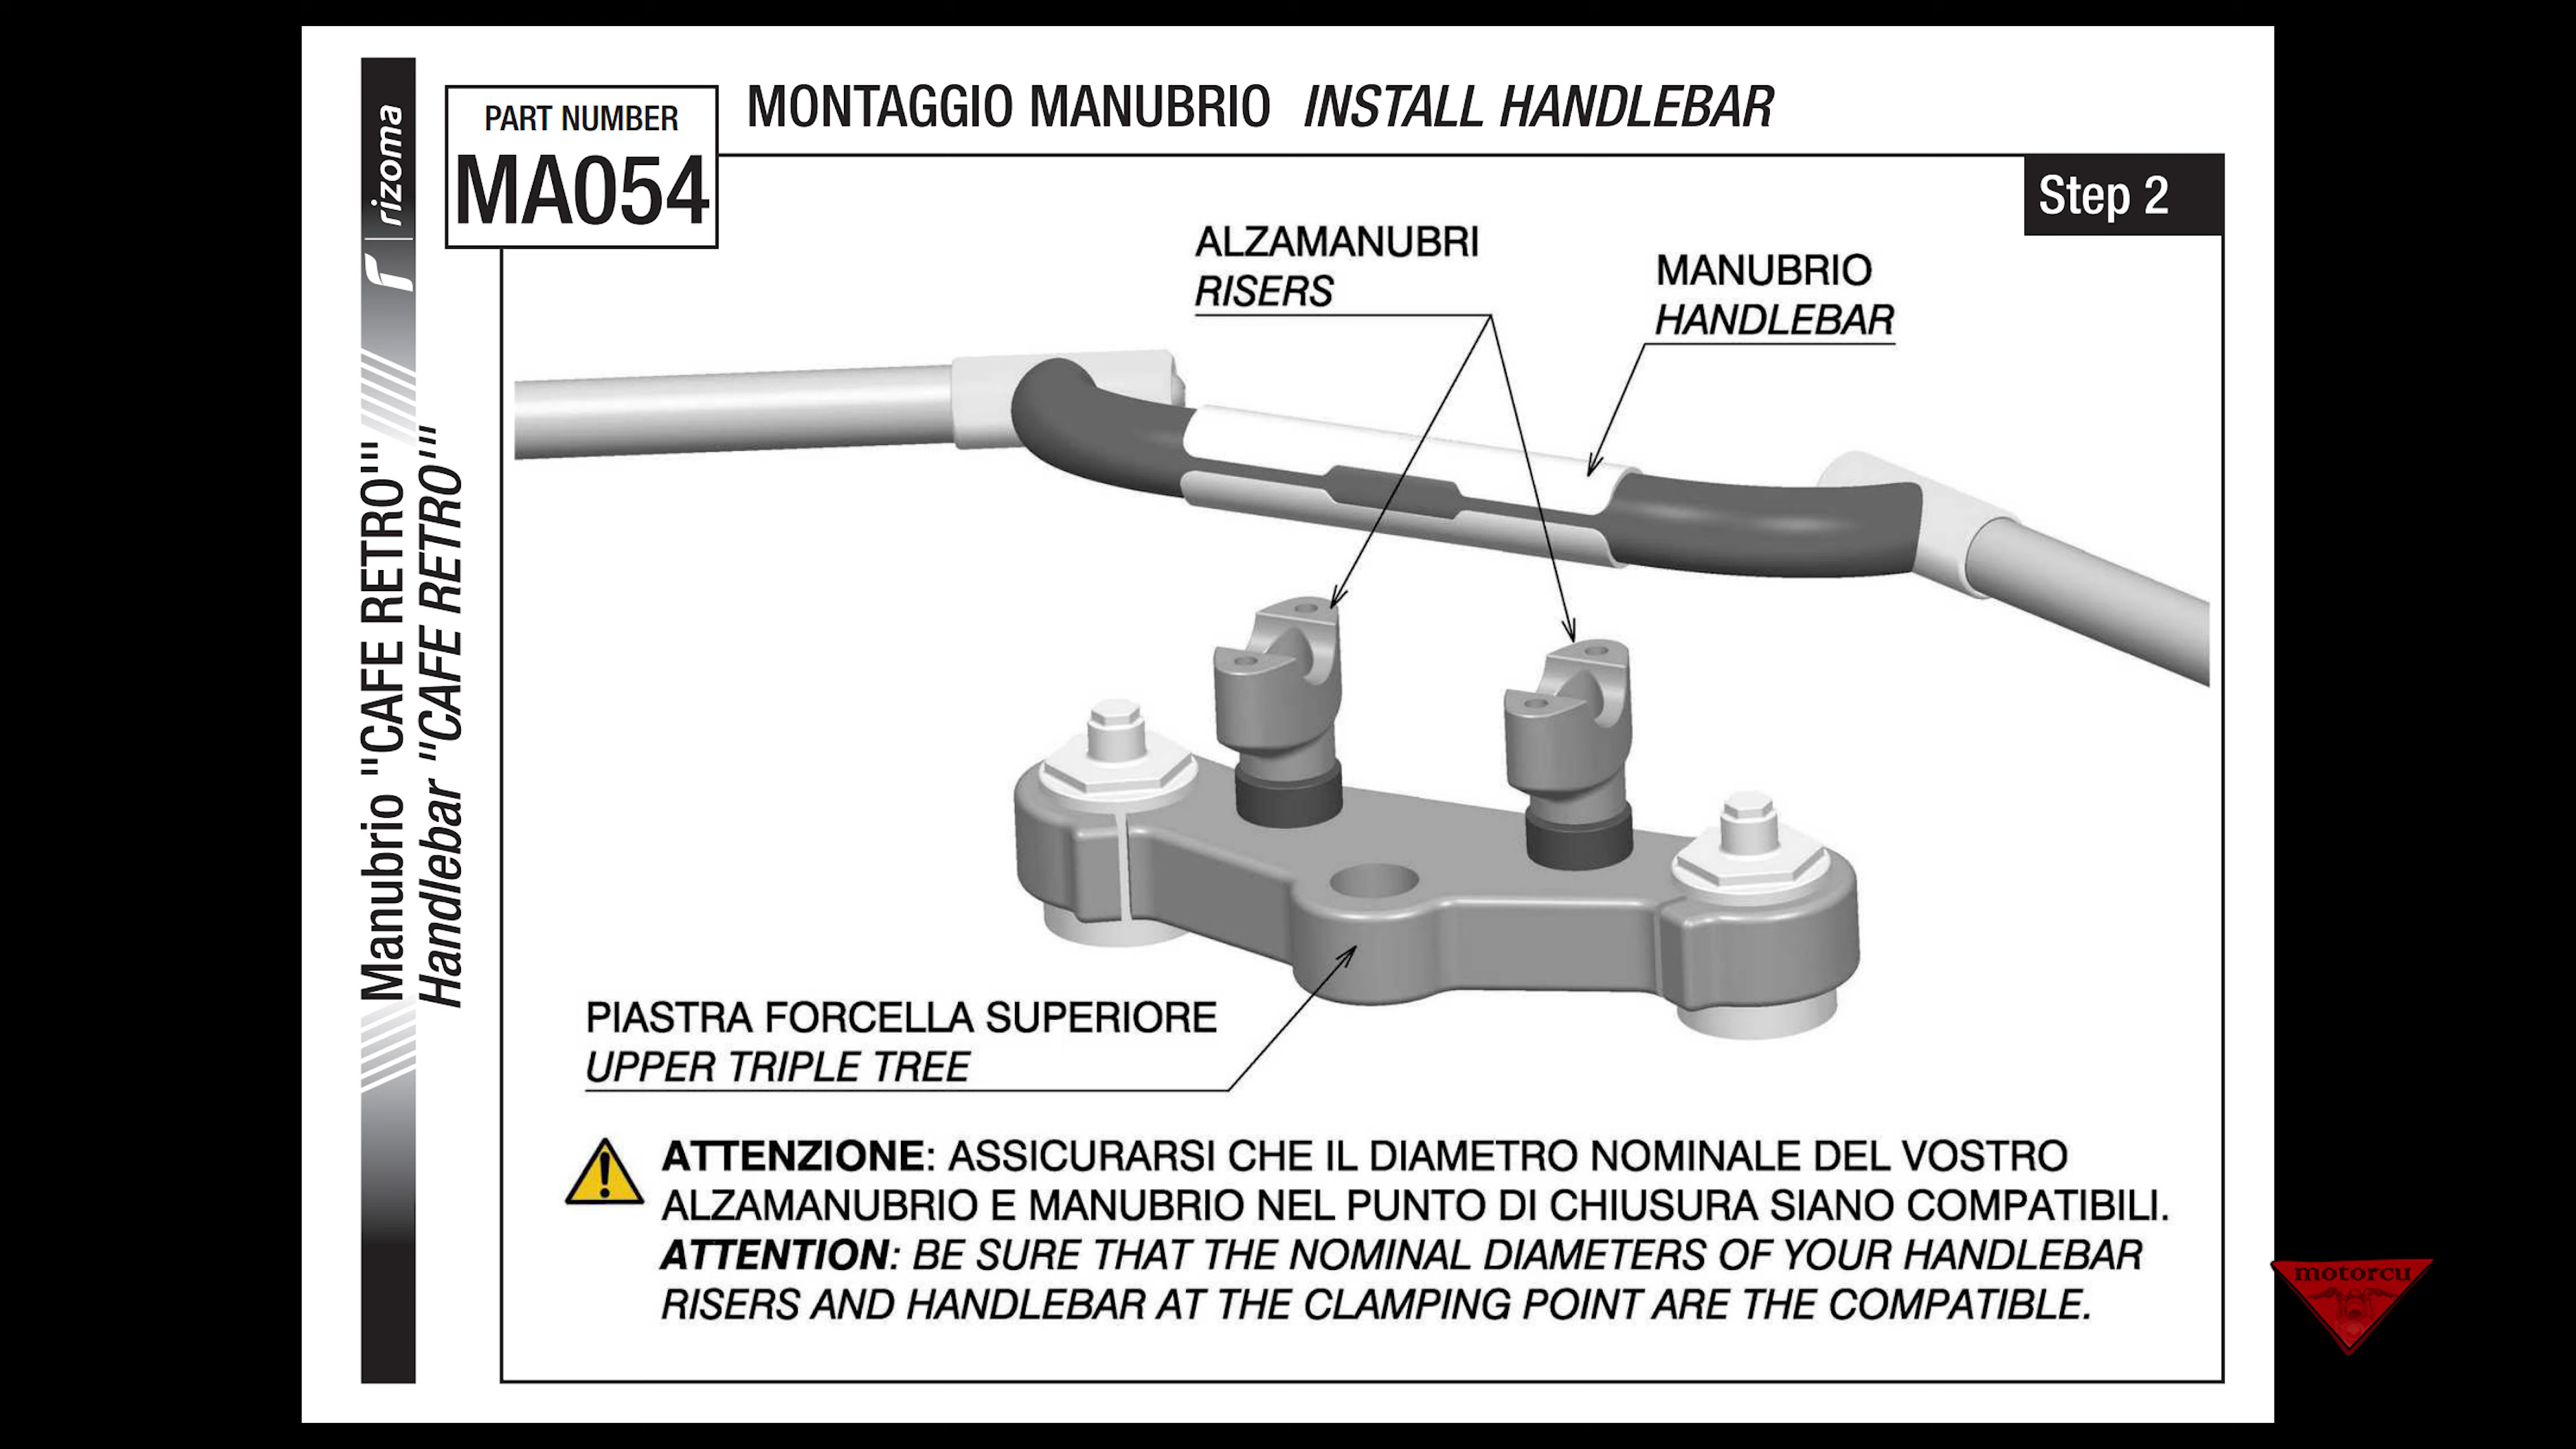 rizoma
Manubrio "CAFE RETRO'"
Handlebar "CAFE RETRO'"
PART NUMBER
MA054
MONTAGGIO MANUBRIO INSTALL HANDLEBAR
Step 2
ALZAMANUBRI
RISERS
MANUBRIO
HANDLEBAR
PIASTRA FORCELLA SUPERIORE
UPPER TRIPLE TREE
ATTENZIONE: ASSICURARSI CHE IL DIAMETRO NOMINALE DEL VOSTRO
ALZAMANUBRIO E MANUBRIO NEL PUNTO DI CHIUSURA SIANO COMPATIBILI.
ATTENTION: BE SURE THAT THE NOMINAL DIAMETERS OF YOUR HANDLEBAR
RISERS AND HANDLEBAR AT THE CLAMPING POINT ARE THE COMPATIBLE.
motorcu